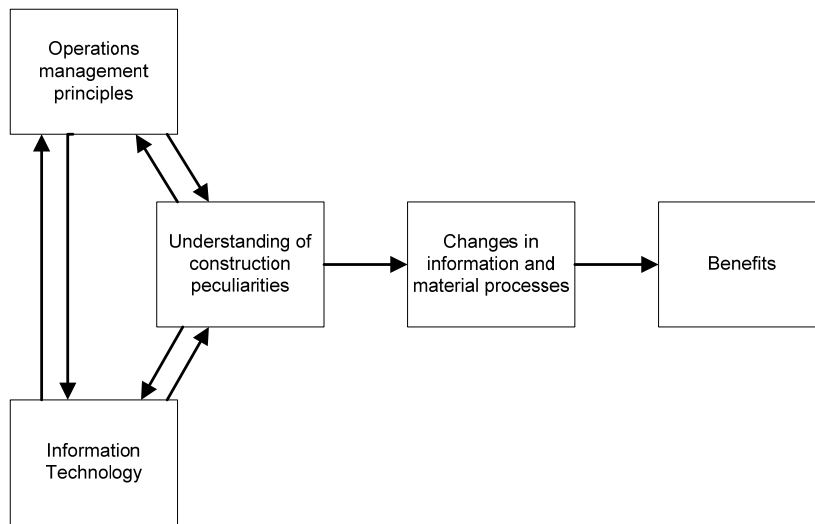 Operations
management
principles
Understanding of
construction
peculiarities
Changes in
information and
material processes
Benefits
Information
Technology